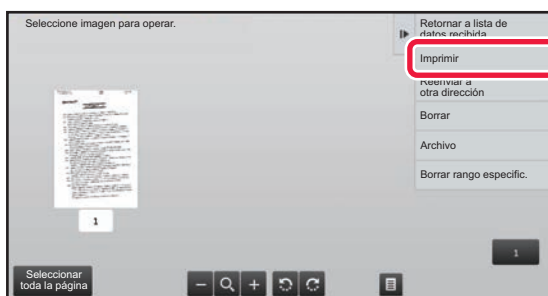 Seleccione imagen para operar.
Retornar a lista de
datos recibida
Imprimir
Reenviar a
otra dirección
Borrar
Archivo
Borrar rango especific.
1
1
Seleccionar
toda la página